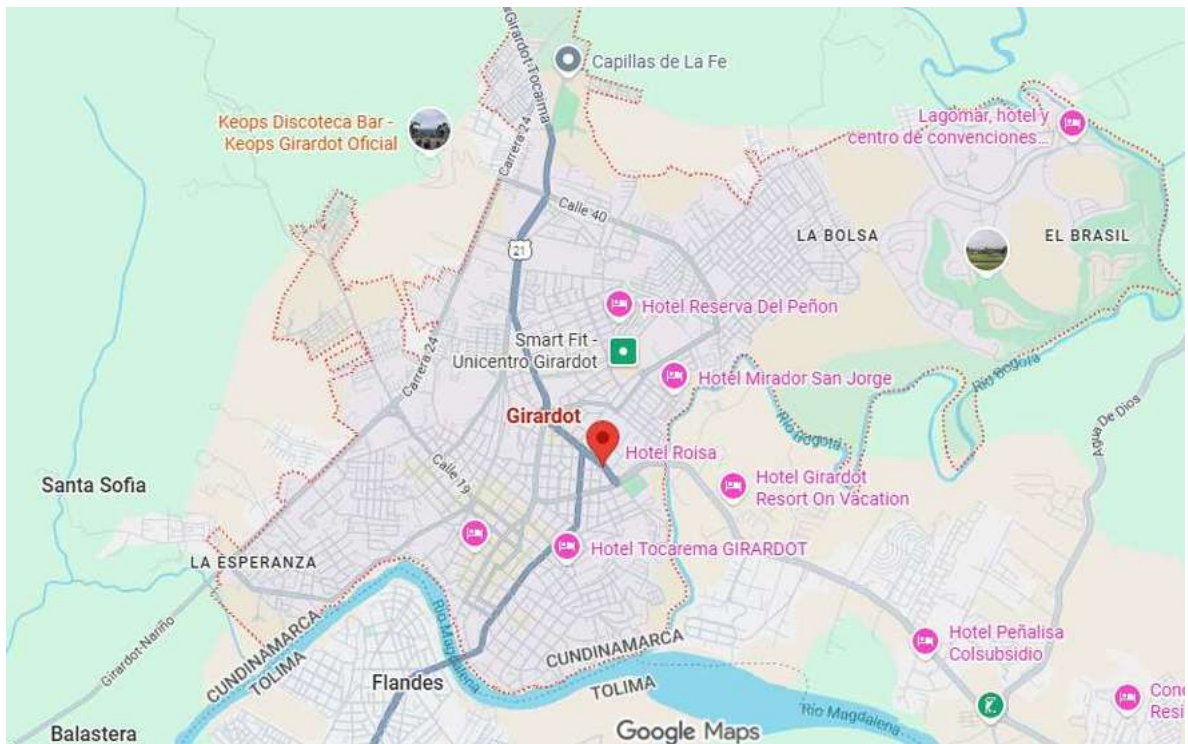 Girardot-Tocaima
Capillas de La Fe
Keops Discoteca Bar -
Keops Girardot Oficial
Carrera 24
Lagomar, hotel y
centro de convenciones...
Calle 40
LA BOLSA
EL BRASIL
21
Hotel Reserva Del Peñon
Smart Fit -
Unicentro Girardot
Carrera 24
Hotel Mirador San Jorge
Río Bogotá
Río Bogotá
Agua De Dios
Girardot
Hotel Roisa
Calle 19
Santa Sofia
Hotel Girardot
Resort On Vacation
Hotel Tocarema GIRARDOT
LA ESPERANZA
Girardot-Nariño
CUNDINAMARCA
TOLIMA
Río Magdalena
CUNDINAMARCA
TOLIMA
Hotel Peñalisa
Colsubsidio
Flandes
Río Magdalena
Cone
Resi
Balastera
Google Maps